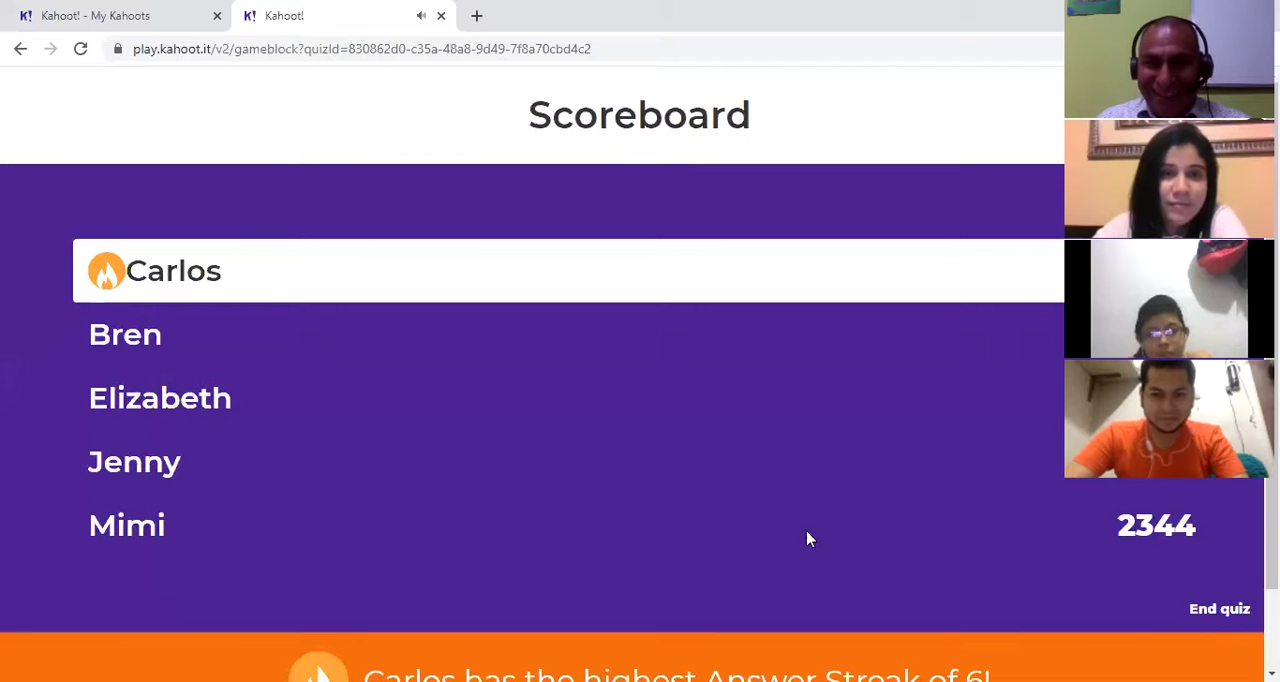 K! Kahoot! - My Kahoots
K! Kahoot!
play.kahoot.it/v2/gameblock?quizId=830862d0-c35a-48a8-9d49-7f8a70cbd4c2
Scoreboard
Carlos
Bren
Elizabeth
Jenny
Mimi 2344
End quiz
Carlos has the highest Answer Streak of 6!